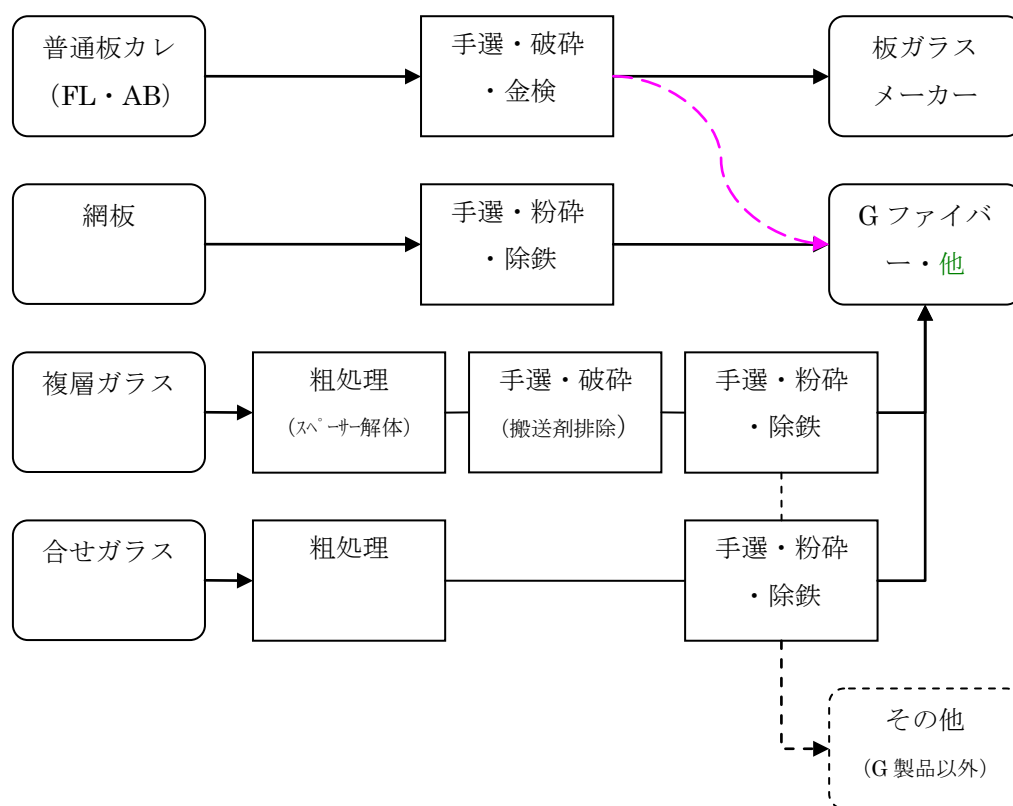 普通板カレ
（FL・AB）
手選・破砕
・金検
板ガラス
メーカー
網板
手選・粉砕
・除鉄
G ファイバ
ー・他
複層ガラス
粗処理
(ｽﾍﾟｰｻｰ解体)
手選・破砕
(搬送剤排除)
手選・粉砕
・除鉄
合せガラス
粗処理
手選・粉砕
・除鉄
その他
（G 製品以外）